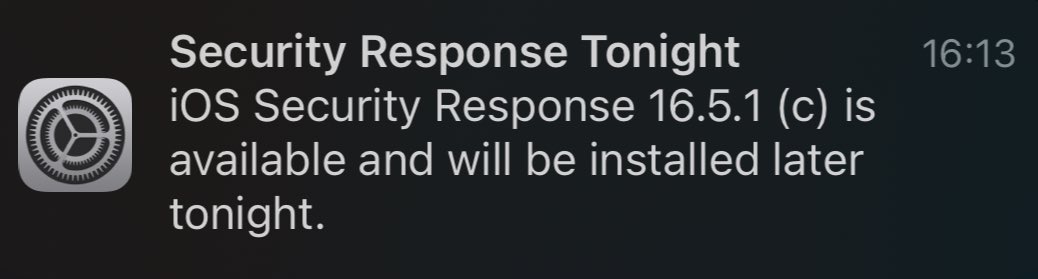 Security Response Tonight
16:13
iOS Security Response 16.5.1 (c) is
available and will be installed later
tonight.